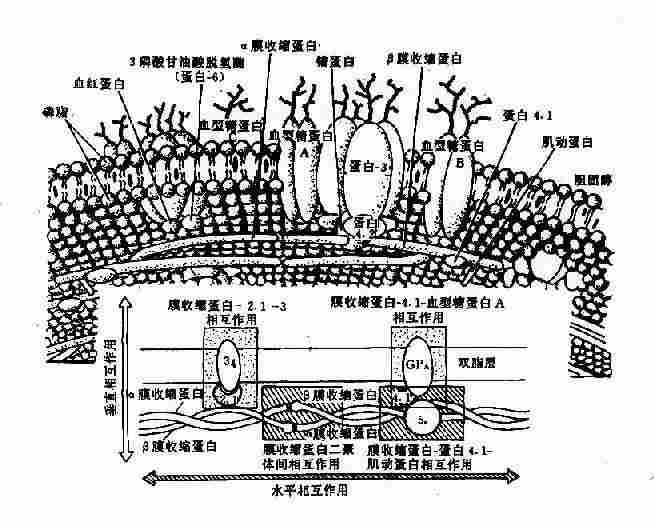 α膜收缩蛋白
3磷酸甘油醛脱氢酶
(蛋白-6)
锚蛋白
β膜收缩蛋白
血红蛋白
磷脂
血型糖蛋白
血型糖蛋白
A
蛋白-3
血型糖蛋白
B
蛋白4.1
肌动蛋白
胆固醇
蛋白
4.2
膜收缩蛋白-2.1-3
相互作用
膜收缩蛋白-4.1-血型糖蛋白A
相互作用
垂直相互作用
3
GPA
双脂层
α膜收缩蛋白
β膜收缩蛋白
4.1
5
β膜收缩蛋白
α膜收缩蛋白
膜收缩蛋白二聚
体间相互作用
膜收缩蛋白-蛋白4.1-
肌动蛋白相互作用
水平相互作用